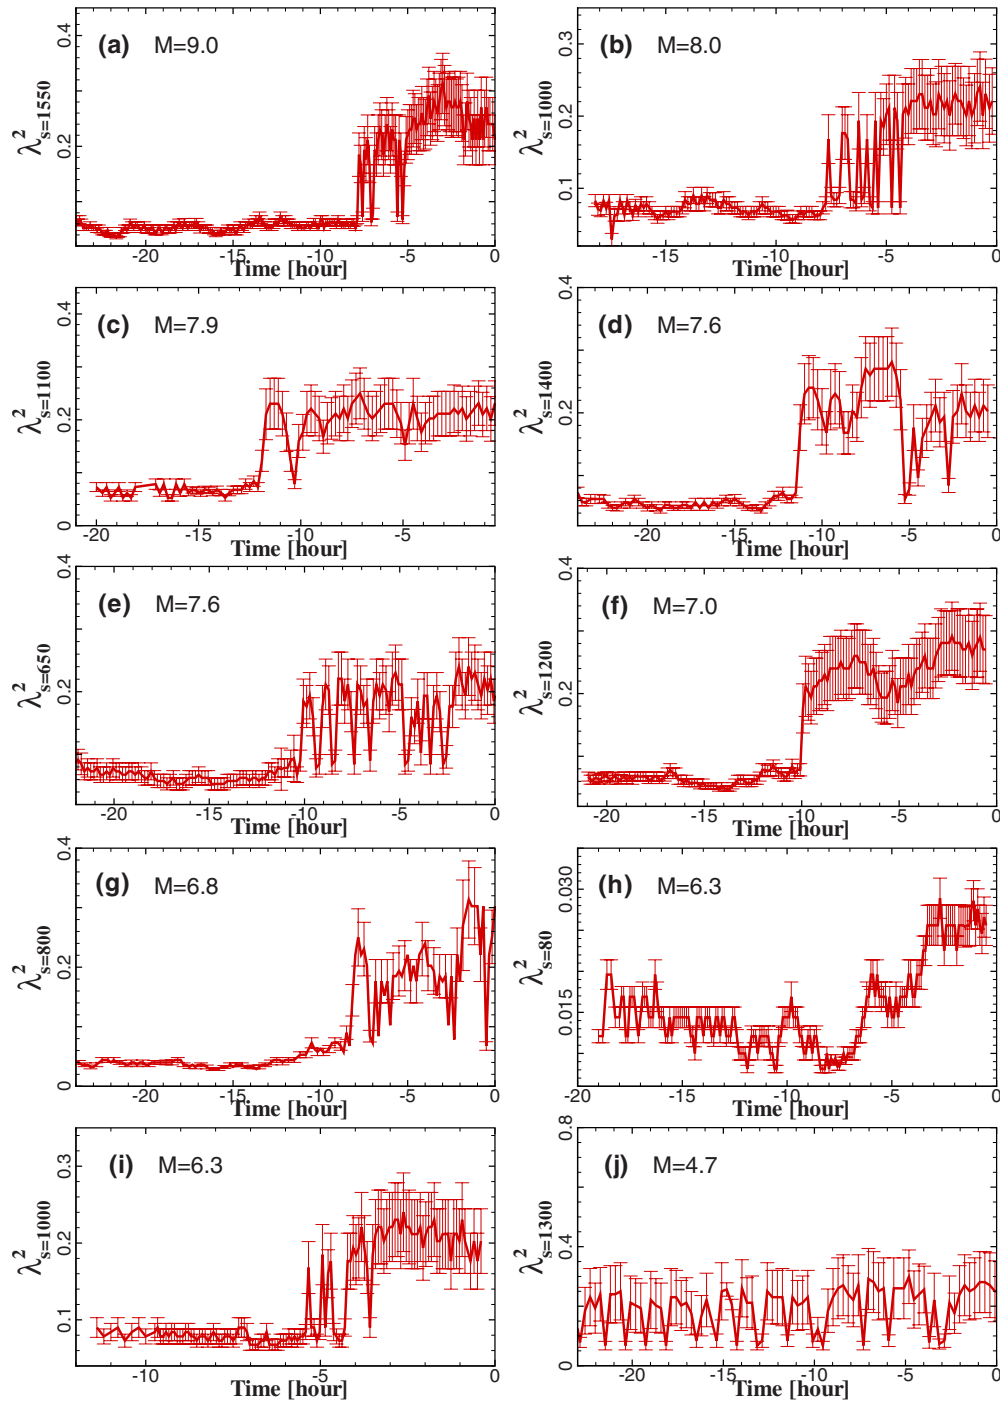 (a) M=9.0
0.4
0.2
λ²s=1550
-20 -15 -10 -5 0
Time [hour]
(b) M=8.0
0.3
0.2
0.1
λ²s=1000
-15 -10 -5 0
Time [hour]
(c) M=7.9
0.4
0.2
0
λ²s=1100
-20 -15 -10 -5
Time [hour]
(d) M=7.6
0.4
0.2
λ²s=1400
-20 -15 -10 -5 0
Time [hour]
(e) M=7.6
0.4
0.2
λ²s=650
-20 -15 -10 -5 0
Time [hour]
(f) M=7.0
0.4
0.2
λ²s=1200
-20 -15 -10 -5 0
Time [hour]
(g) M=6.8
0.4
0.2
0
λ²s=800
-20 -15 -10 -5 0
Time [hour]
(h) M=6.3
0.030
0.015
λ²s=80
-20 -15 -10 -5 0
Time [hour]
(i) M=6.3
0.3
0.2
0.1
λ²s=1000
-10 -5 0
Time [hour]
(j) M=4.7
0.8
0.4
0
λ²s=1300
-20 -15 -10 -5 0
Time [hour]